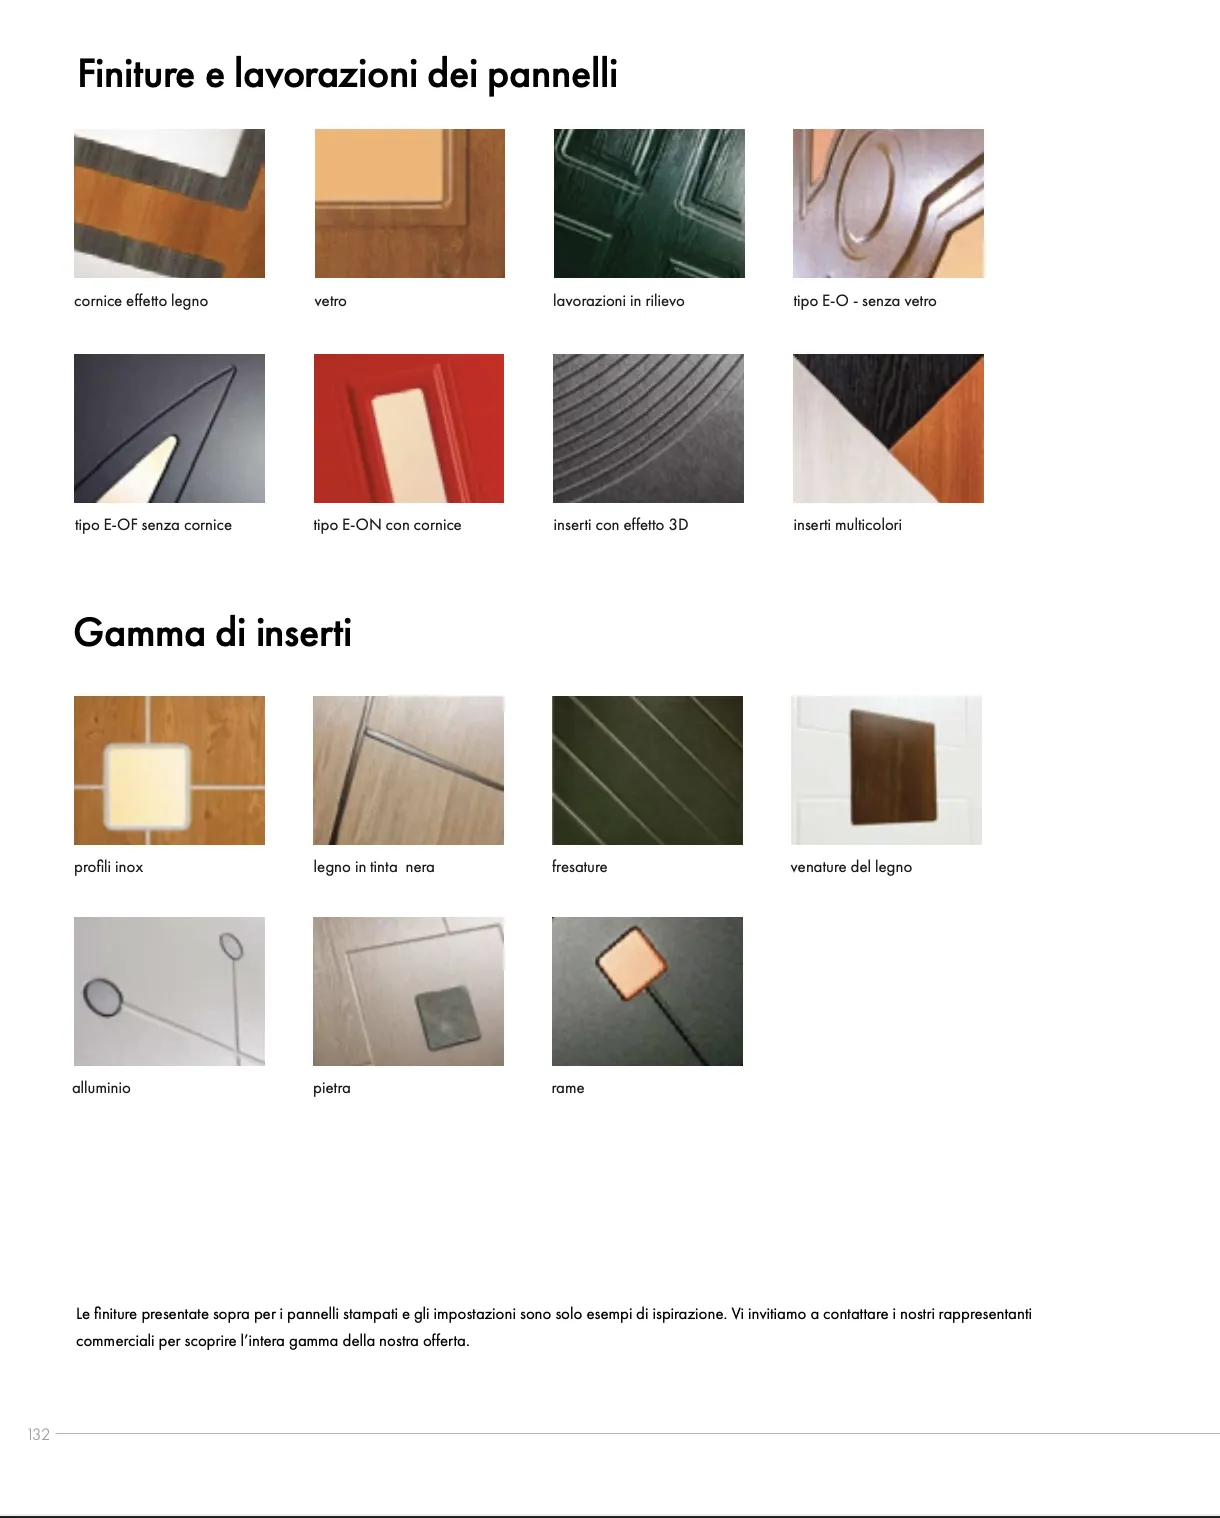 Finiture e lavorazioni dei pannelli
cornice effetto legno
vetro
lavorazioni in rilievo
tipo E-O - senza vetro
tipo E-OF senza cornice
tipo E-ON con cornice
inserti con effetto 3D
inserti multicolori
Gamma di inserti
profili inox
legno in tinta  nera
fresature
venature del legno
alluminio
pietra
rame
Le finiture presentate sopra per i pannelli stampati e gli impostazioni sono solo esempi di ispirazione. Vi invitiamo a contattare i nostri rappresentanti
commerciali per scoprire l’intera gamma della nostra offerta.
132